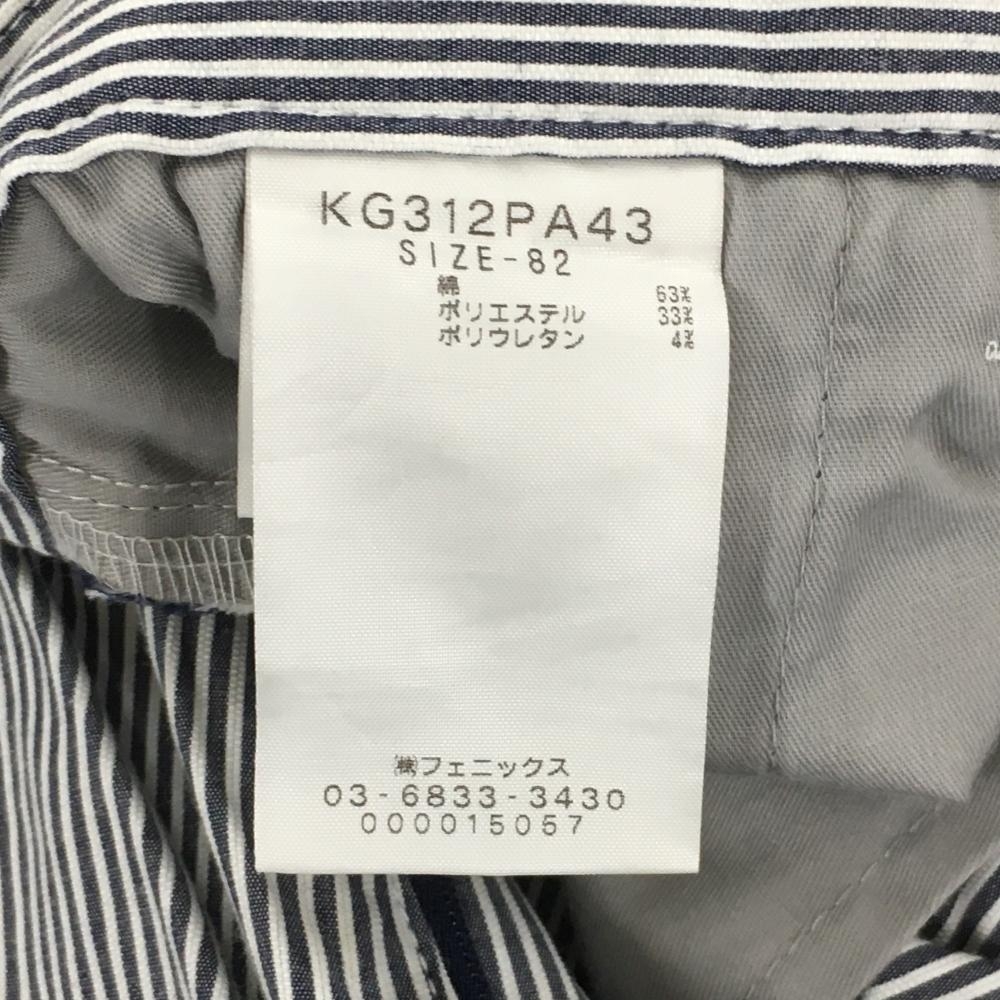 KG312PA43
SIZE-82
綿 63%
ポリエステル 33%
ポリウレタン 4%
㈱フェニックス
03-6833-3430
000015057